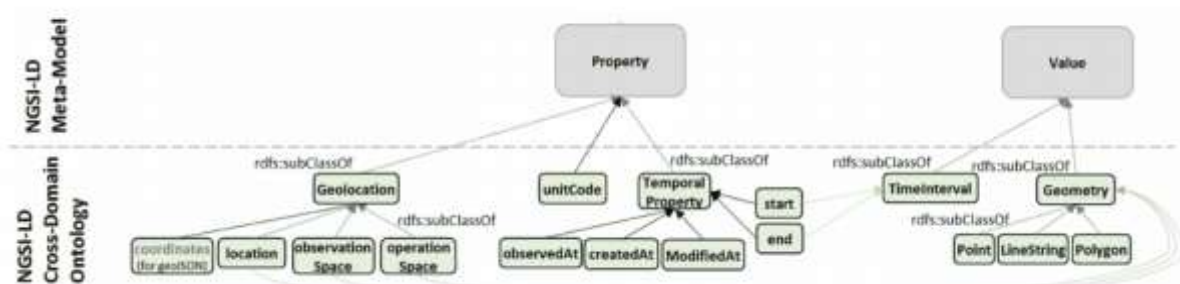 NGSI-LD
Meta-Model
Property
Value
NGSI-LD
Cross-Domain
Ontology
rdfs:subClassOf
rdfs:subClassOf
rdfs:subClassOf
rdfs:subClassOf
Geolocation
unitCode
Temporal
Property
start
TimeInterval
Geometry
rdfs:subClassOf
rdfs:subClassOf
end
coordinates
(for geoJSON)
location
observation
Space
operation
Space
observedAt
createdAt
ModifiedAt
Point
LineString
Polygon